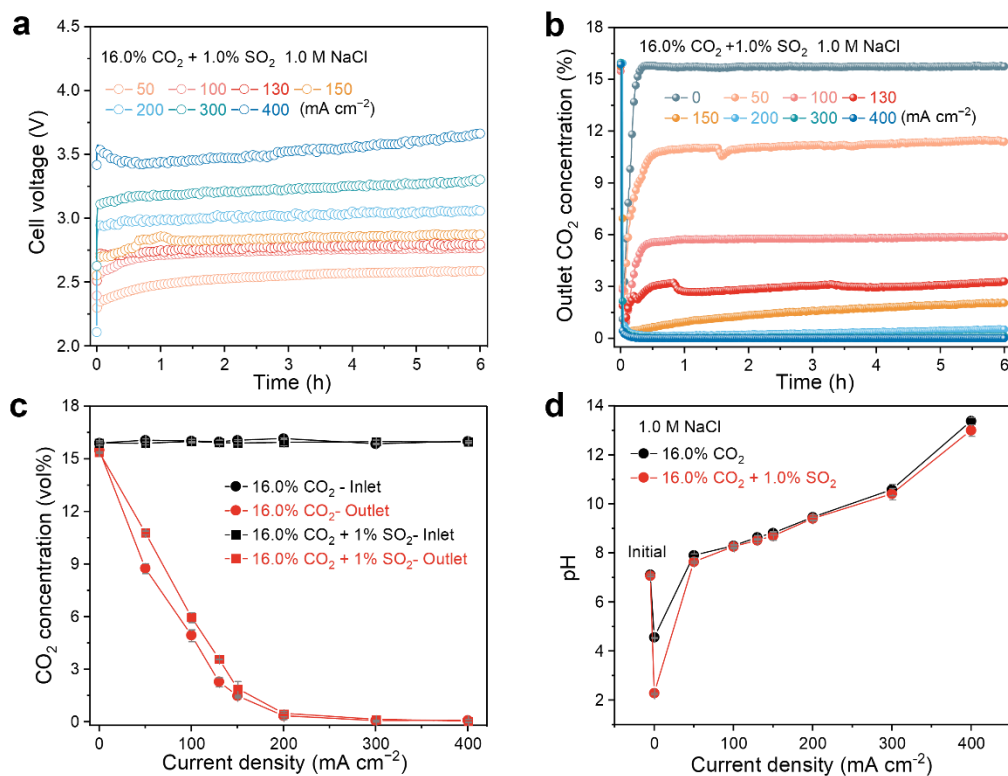 a
16.0% CO₂ + 1.0% SO₂ 1.0 M NaCl
50 100 130 150
200 300 400 (mA cm⁻²)
4.5
4.0
3.5
3.0
2.5
2.0
Cell voltage (V)
0 1 2 3 4 5 6
Time (h)
b
16.0% CO₂ +1.0% SO₂ 1.0 M NaCl
0 50 100 130
150 200 300 400 (mA cm⁻²)
18
15
12
9
6
3
0
Outlet CO₂ concentration (%)
0 1 2 3 4 5 6
Time (h)
c
16.0% CO₂ - Inlet
16.0% CO₂- Outlet
16.0% CO₂ + 1% SO₂- Inlet
16.0% CO₂ + 1% SO₂- Outlet
18
15
12
9
6
3
0
CO₂ concentration (vol%)
0 100 200 300 400
Current density (mA cm⁻²)
d
1.0 M NaCl
16.0% CO₂
16.0% CO₂ + 1.0% SO₂
Initial
14
12
10
8
6
4
2
pH
0 100 200 300 400
Current density (mA cm⁻²)